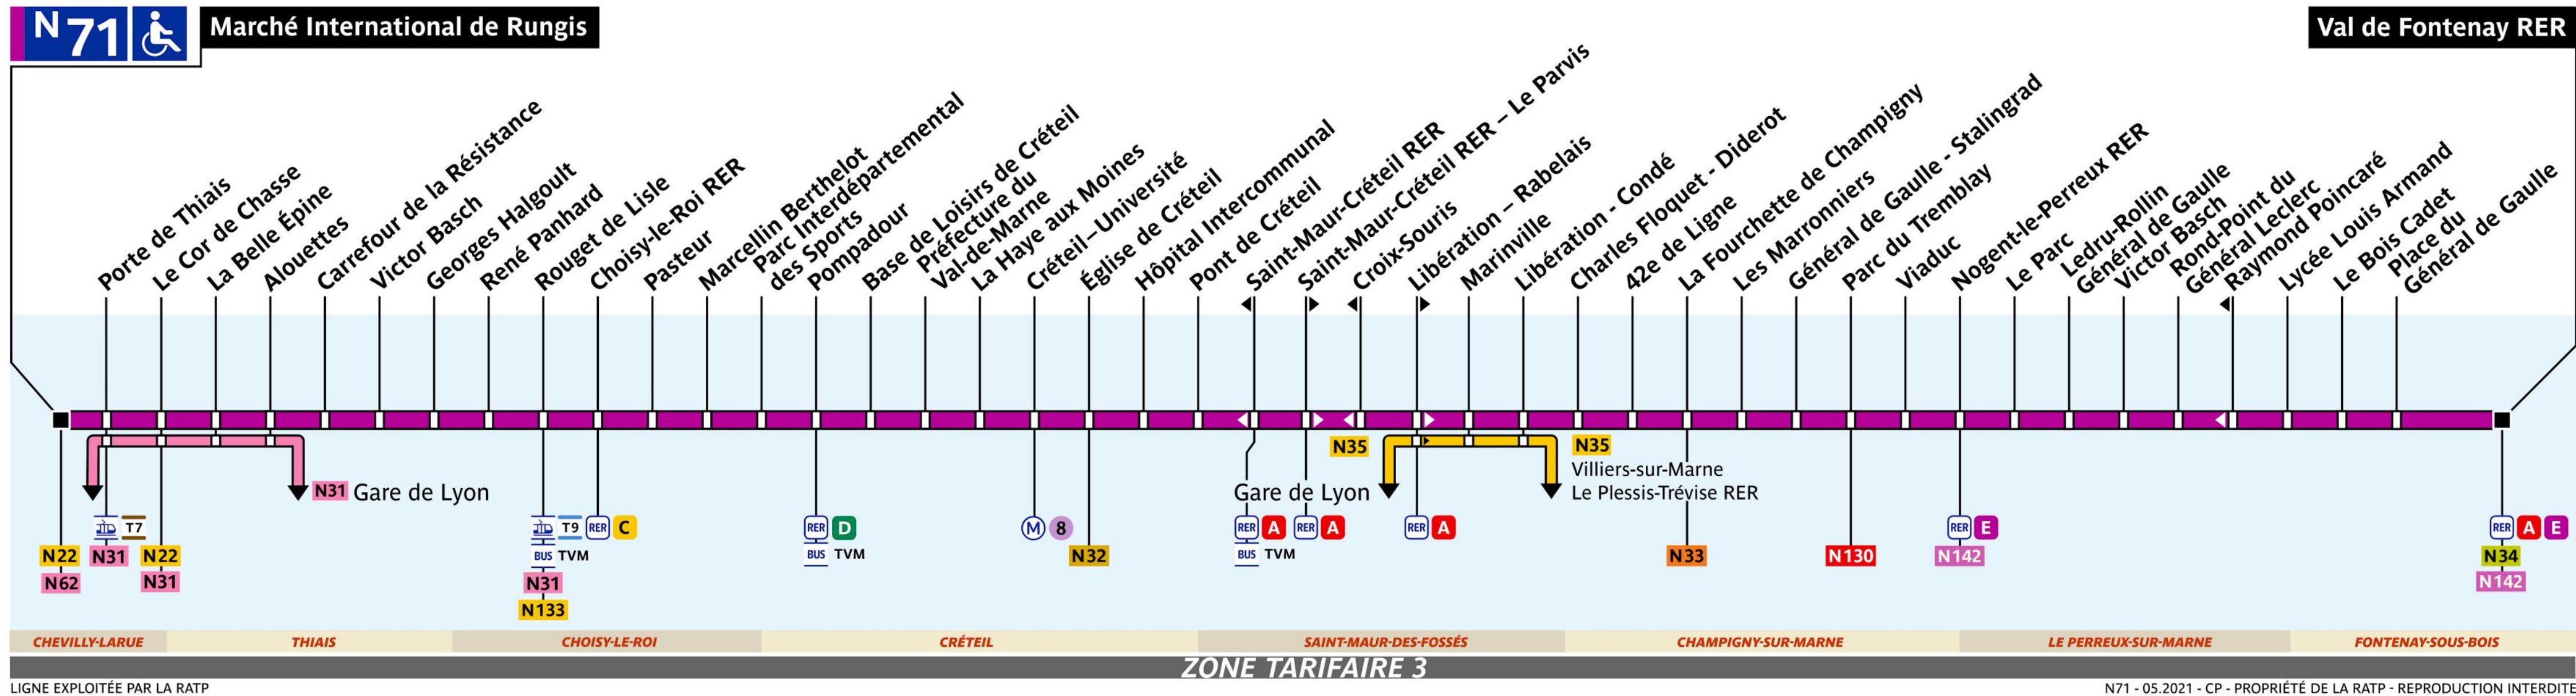 N71
Marché International de Rungis
Val de Fontenay RER
Porte de Thiais
Le Cor de Chasse
La Belle Épine
Alouettes
Carrefour de la Résistance
Victor Basch
Georges Halgoult
René Panhard
Rouget de Lisle
Choisy-le-Roi RER
Pasteur
Marcellin Berthelot
Parc Interdépartemental
des Sports
Pompadour
Base de Loisirs de Créteil
Préfecture du
Val-de-Marne
La Haye aux Moines
Créteil – Université
Église de Créteil
Hôpital Intercommunal
Pont de Créteil
Saint-Maur-Créteil RER
Saint-Maur-Créteil RER – Le Parvis
Croix-Souris
Libération – Rabelais
Marinville
Libération - Condé
Charles Floquet - Diderot
42e de Ligne
La Fourchette de Champigny
Les Marronniers
Général de Gaulle - Stalingrad
Parc du Tremblay
Viaduc
Nogent-le-Perreux RER
Le Parc
Ledru-Rollin
Général de Gaulle
Victor Basch
Rond-Point du
Général Leclerc
Raymond Poincaré
Lycée Louis Armand
Le Bois Cadet
Place du
Général de Gaulle
N31 Gare de Lyon
N35
Gare de Lyon
N35
Villiers-sur-Marne
Le Plessis-Trévise RER
N22
N62
T7
N31
N22
N31
T9
BUS TVM
N31
N133
RER C
RER D
BUS TVM
M 8
N32
RER A
BUS TVM
RER A
RER A
N33
N130
RER E
N142
RER A E
N34
N142
CHEVILLY-LARUE
THIAIS
CHOISY-LE-ROI
CRÉTEIL
SAINT-MAUR-DES-FOSSÉS
CHAMPIGNY-SUR-MARNE
LE PERREUX-SUR-MARNE
FONTENAY-SOUS-BOIS
ZONE TARIFAIRE 3
LIGNE EXPLOITÉE PAR LA RATP
N71 - 05.2021 - CP - PROPRIÉTÉ DE LA RATP - REPRODUCTION INTERDITE